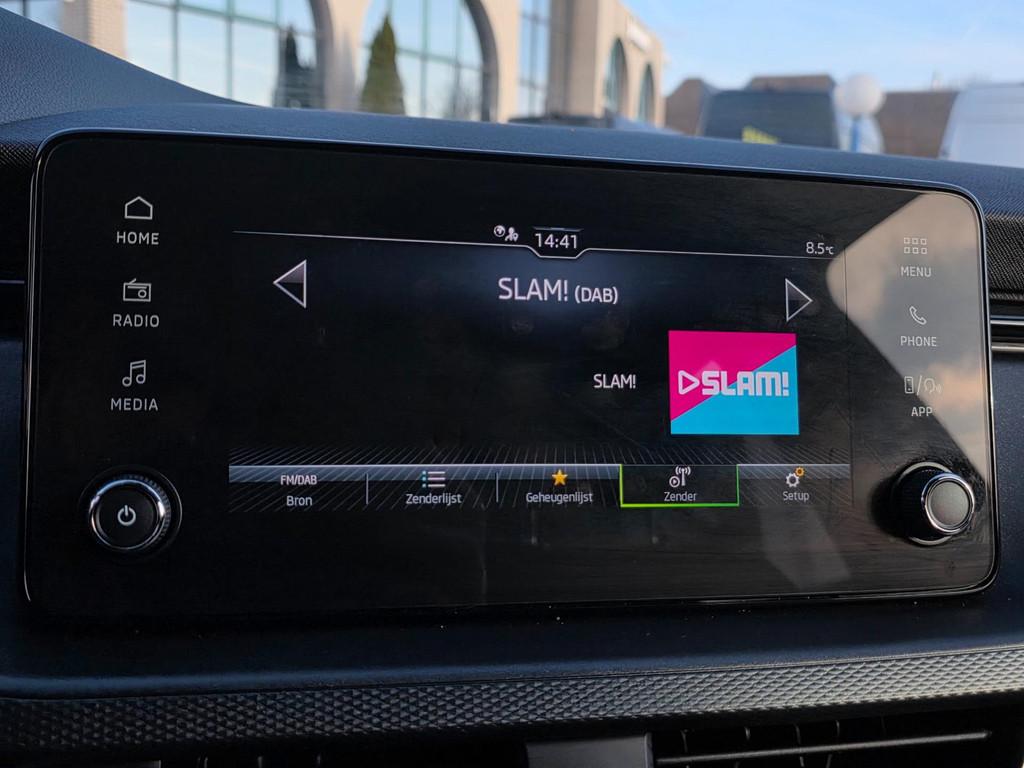 HOME
RADIO
MEDIA
14:41
8.5°C
SLAM! (DAB)
SLAM!
SLAM!
FM/DAB
Bron
Zenderlijst
Geheugenlijst
Zender
Setup
MENU
PHONE
APP